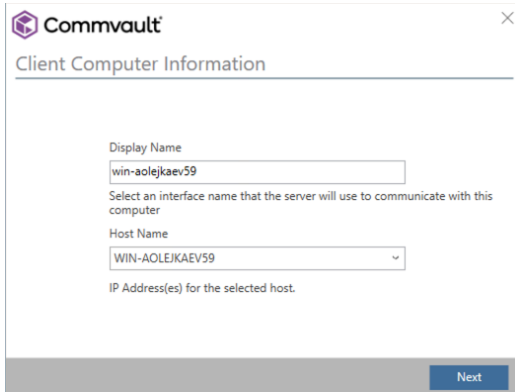 Commvault
Client Computer Information
Display Name
win-aolejkaev59
Select an interface name that the server will use to communicate with this
computer
Host Name
WIN-AOLEJKAEV59
IP Address(es) for the selected host.
Next